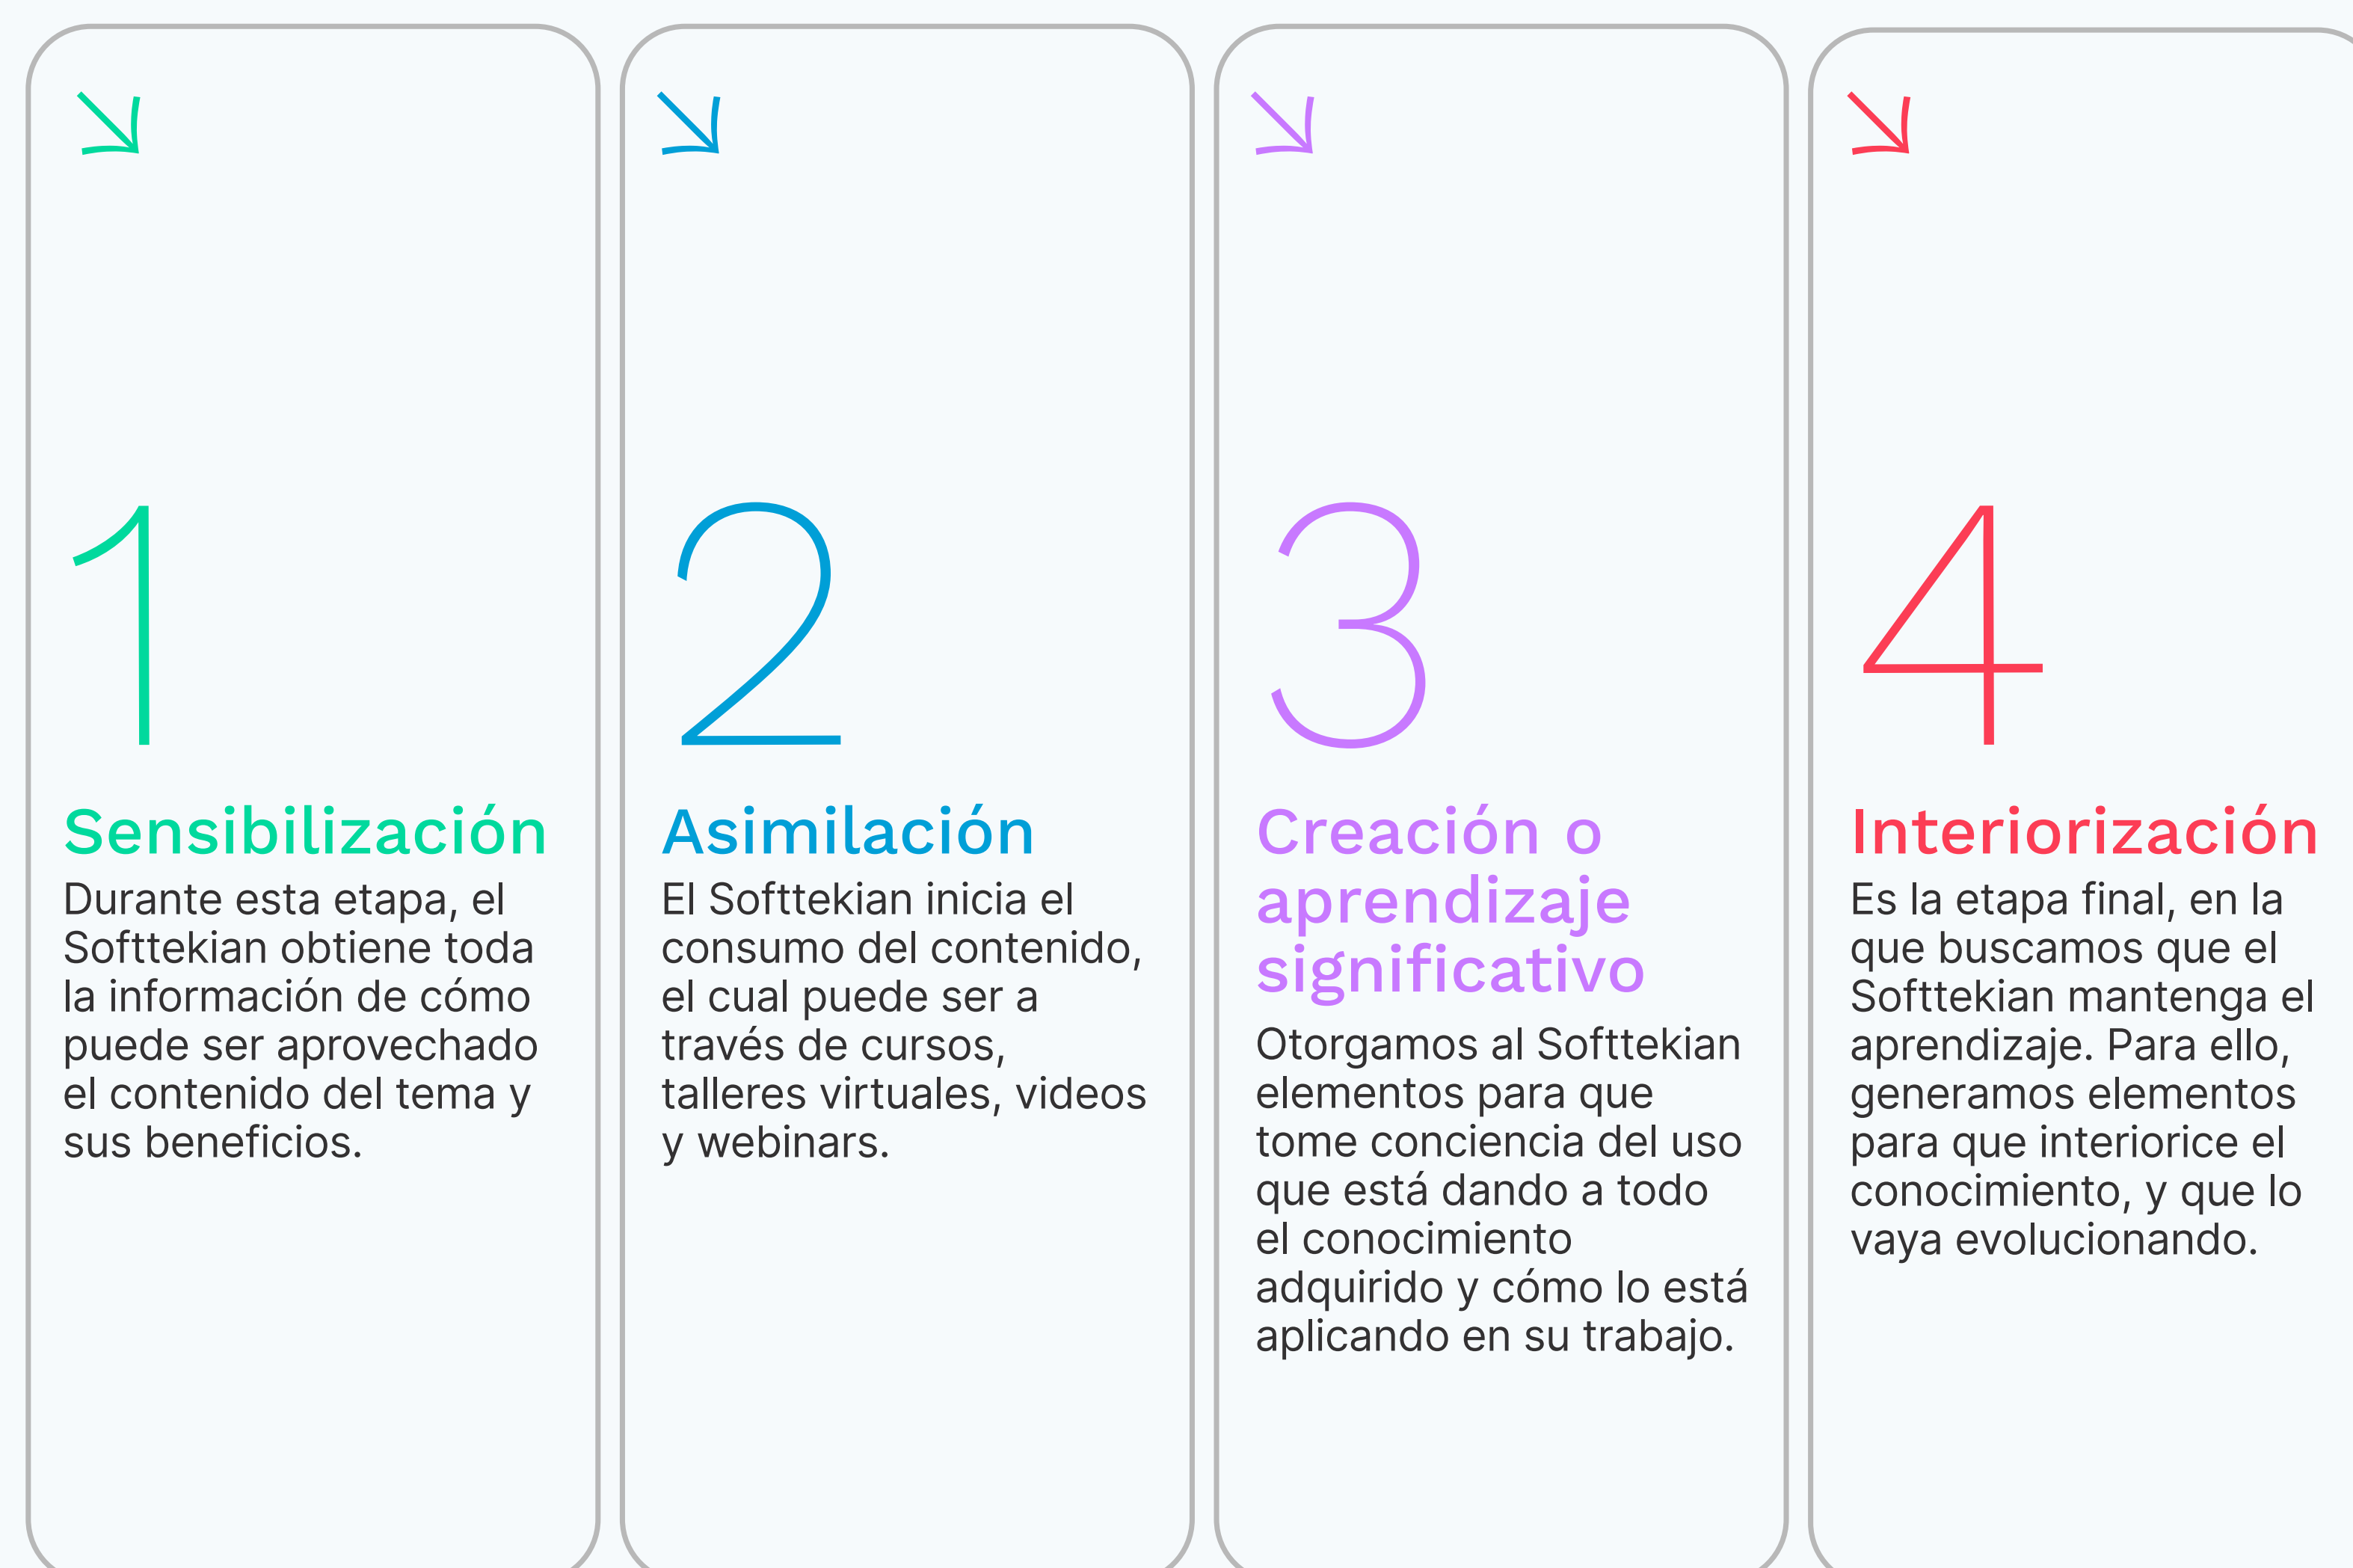 1
Sensibilización
Durante esta etapa, el
Softtekian obtiene toda
la información de cómo
puede ser aprovechado
el contenido del tema y
sus beneficios.
2
Asimilación
El Softtekian inicia el
consumo del contenido,
el cual puede ser a
través de cursos,
talleres virtuales, videos
y webinars.
3
Creación o
aprendizaje
significativo
Otorgamos al Softtekian
elementos para que
tome conciencia del uso
que está dando a todo
el conocimiento
adquirido y cómo lo está
aplicando en su trabajo.
4
Interiorización
Es la etapa final, en la
que buscamos que el
Softtekian mantenga el
aprendizaje. Para ello,
generamos elementos
para que interiorice el
conocimiento, y que lo
vaya evolucionando.